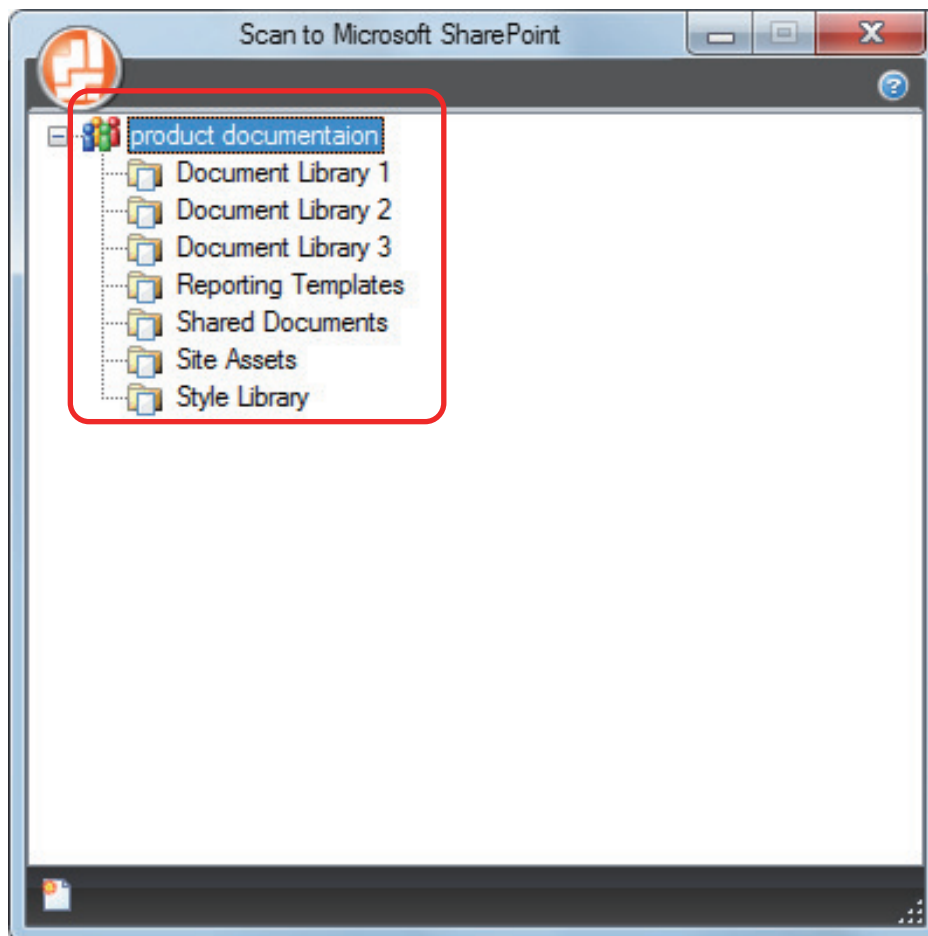 Scan to Microsoft SharePoint
product documentaion
Document Library 1
Document Library 2
Document Library 3
Reporting Templates
Shared Documents
Site Assets
Style Library